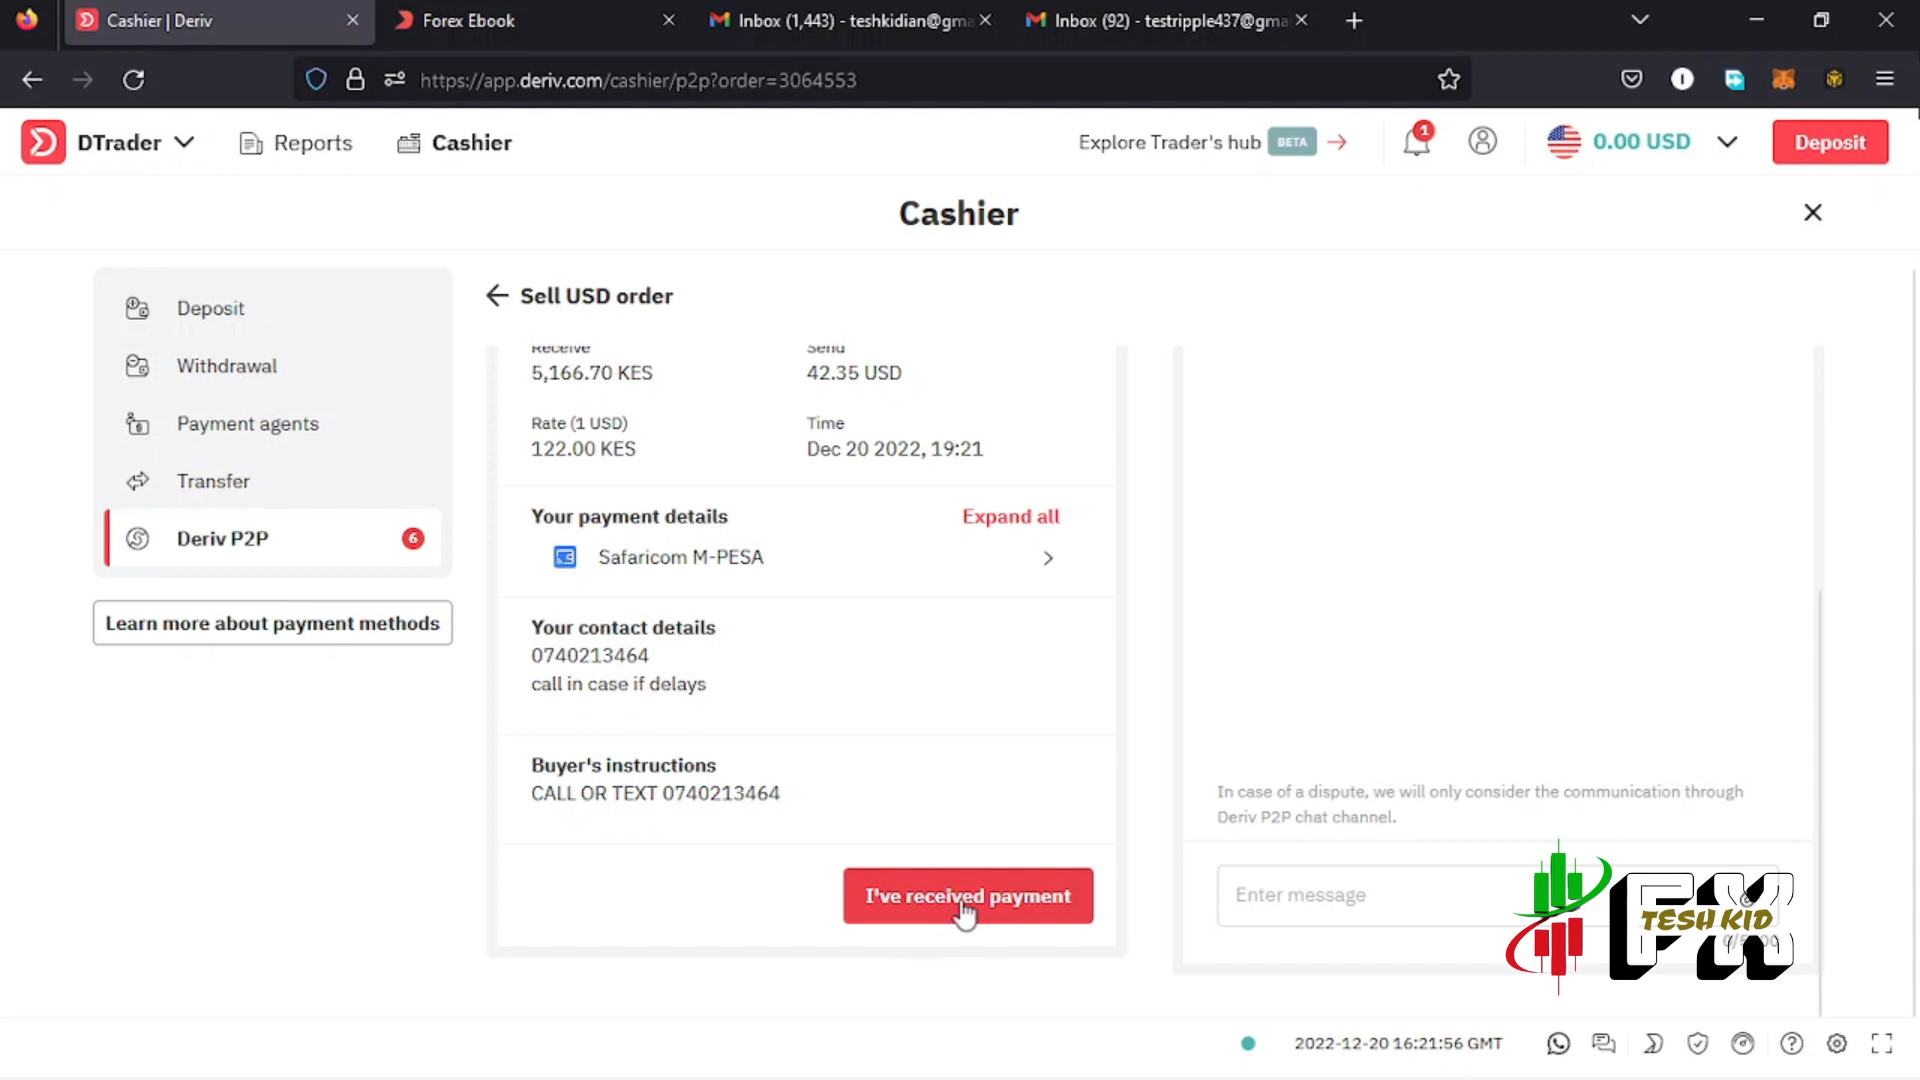 Cashier | Deriv
Forex Ebook
Inbox (1,443) - teshkidian@gma
Inbox (92) - testripple437@gma
https://app.deriv.com/cashier/p2p?order=3064553
DTrader
Reports
Cashier
Explore Trader's hub
BETA
1
0.00 USD
Deposit
Cashier
Deposit
Withdrawal
Payment agents
Transfer
Deriv P2P
6
Learn more about payment methods
Sell USD order
Receive
Send
5,166.70 KES
42.35 USD
Rate (1 USD)
Time
122.00 KES
Dec 20 2022, 19:21
Your payment details
Expand all
Safaricom M-PESA
Your contact details
0740213464
call in case if delays
Buyer's instructions
CALL OR TEXT 0740213464
I've received payment
In case of a dispute, we will only consider the communication through
Deriv P2P chat channel.
Enter message
FX
TESH KID
2022-12-20 16:21:56 GMT